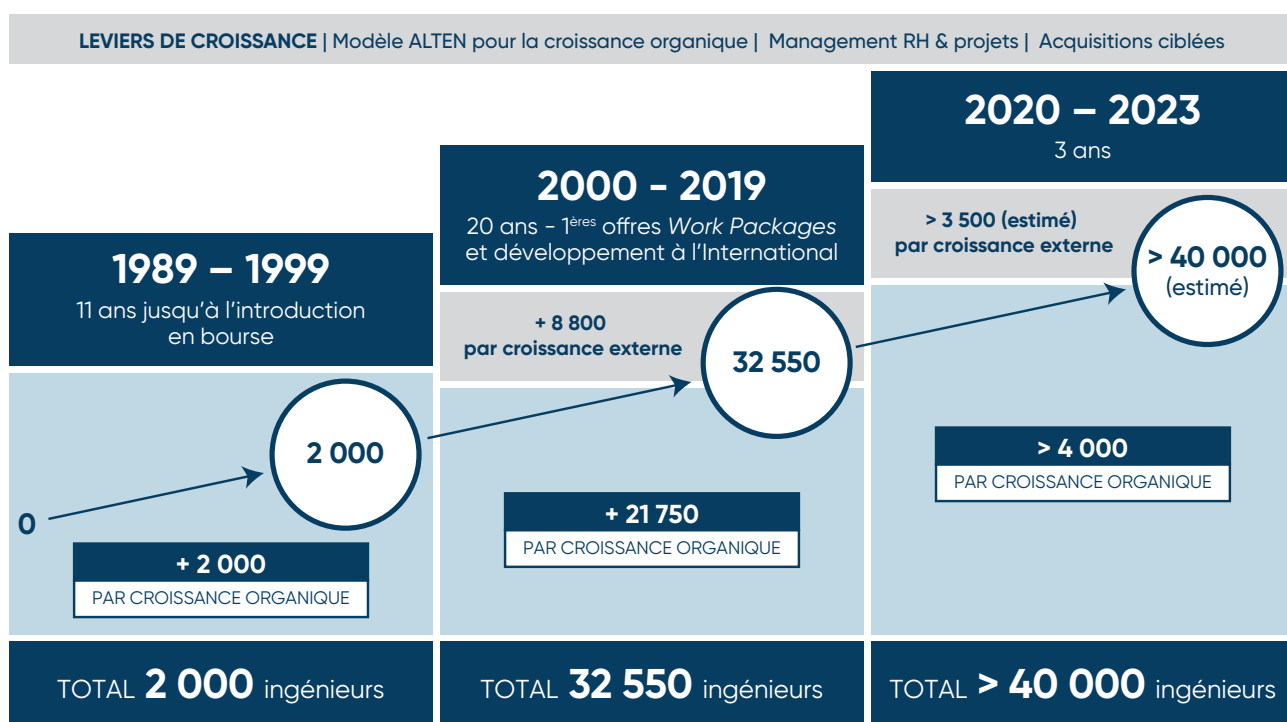 LEVIERS DE CROISSANCE | Modèle ALTEN pour la croissance organique | Management RH & projets | Acquisitions ciblées
1989 – 1999
11 ans jusqu'à l'introduction
en bourse
0
2 000
+ 2 000
PAR CROISSANCE ORGANIQUE
TOTAL 2 000 ingénieurs
2000 - 2019
20 ans - 1ères offres Work Packages
et développement à l'International
+ 8 800
par croissance externe
32 550
+ 21 750
PAR CROISSANCE ORGANIQUE
TOTAL 32 550 ingénieurs
2020 – 2023
3 ans
> 3 500 (estimé)
par croissance externe
> 40 000
(estimé)
> 4 000
PAR CROISSANCE ORGANIQUE
TOTAL > 40 000 ingénieurs